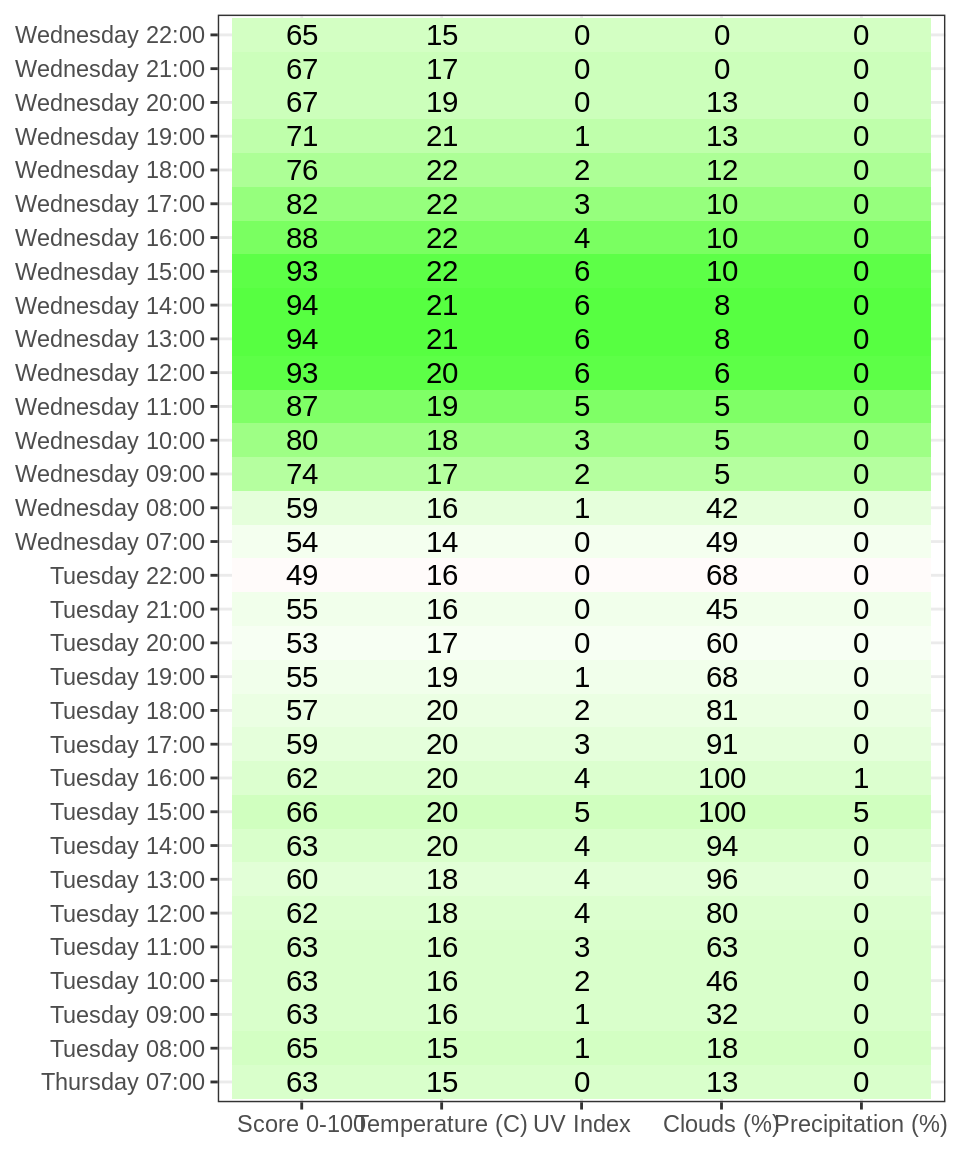 Wednesday 22:00 65 15 0 0 0
Wednesday 21:00 67 17 0 0 0
Wednesday 20:00 67 19 0 13 0
Wednesday 19:00 71 21 1 13 0
Wednesday 18:00 76 22 2 12 0
Wednesday 17:00 82 22 3 10 0
Wednesday 16:00 88 22 4 10 0
Wednesday 15:00 93 22 6 10 0
Wednesday 14:00 94 21 6 8 0
Wednesday 13:00 94 21 6 8 0
Wednesday 12:00 93 20 6 6 0
Wednesday 11:00 87 19 5 5 0
Wednesday 10:00 80 18 3 5 0
Wednesday 09:00 74 17 2 5 0
Wednesday 08:00 59 16 1 42 0
Wednesday 07:00 54 14 0 49 0
Tuesday 22:00 49 16 0 68 0
Tuesday 21:00 55 16 0 45 0
Tuesday 20:00 53 17 0 60 0
Tuesday 19:00 55 19 1 68 0
Tuesday 18:00 57 20 2 81 0
Tuesday 17:00 59 20 3 91 0
Tuesday 16:00 62 20 4 100 1
Tuesday 15:00 66 20 5 100 5
Tuesday 14:00 63 20 4 94 0
Tuesday 13:00 60 18 4 96 0
Tuesday 12:00 62 18 4 80 0
Tuesday 11:00 63 16 3 63 0
Tuesday 10:00 63 16 2 46 0
Tuesday 09:00 63 16 1 32 0
Tuesday 08:00 65 15 1 18 0
Thursday 07:00 63 15 0 13 0
Score 0-100 Temperature (C) UV Index Clouds (%) Precipitation (%)